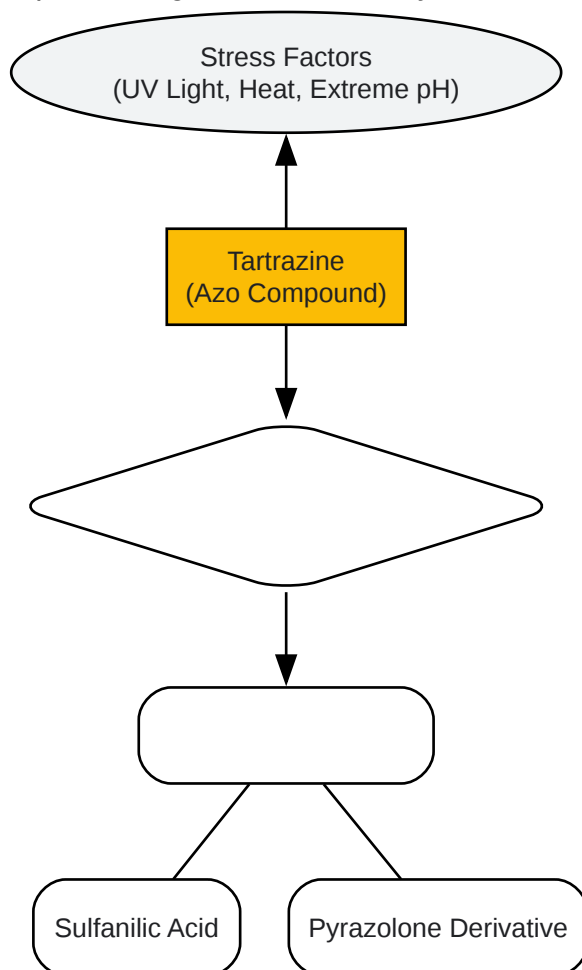 Stress Factors
(UV Light, Heat, Extreme pH)
Tartrazine
(Azo Compound)
Sulfanilic Acid
Pyrazolone Derivative